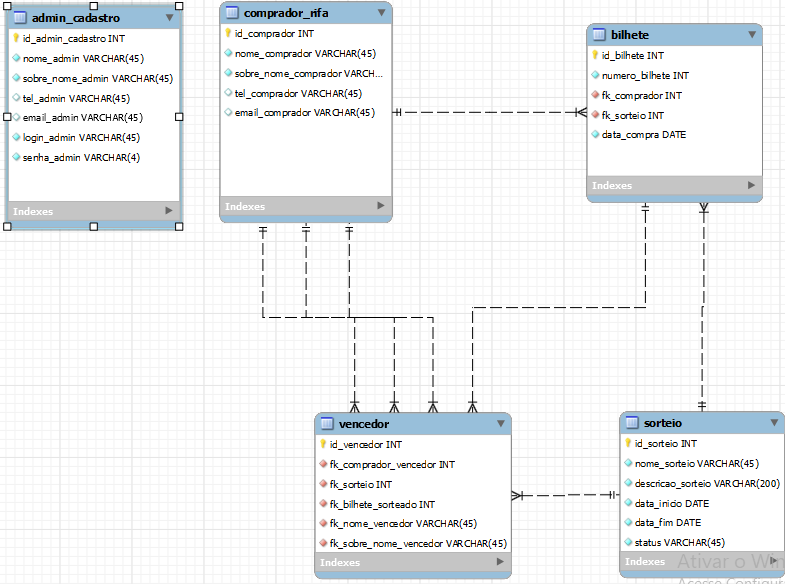 admin_cadastro
id_admin_cadastro INT
nome_admin VARCHAR(45)
sobre_nome_admin VARCHAR(45)
tel_admin VARCHAR(45)
email_admin VARCHAR(45)
login_admin VARCHAR(45)
senha_admin VARCHAR(4)
Indexes
comprador_rifa
id_comprador INT
nome_comprador VARCHAR(45)
sobre_nome_comprador VARCH...
tel_comprador VARCHAR(45)
email_comprador VARCHAR(45)
Indexes
bilhete
id_bilhete INT
numero_bilhete INT
fk_comprador INT
fk_sorteio INT
data_compra DATE
Indexes
vencedor
id_vencedor INT
fk_comprador_vencedor INT
fk_sorteio INT
fk_bilhete_sorteado INT
fk_nome_vencedor VARCHAR(45)
fk_sobre_nome_vencedor VARCHAR(45)
Indexes
sorteio
id_sorteio INT
nome_sorteio VARCHAR(45)
descricao_sorteio VARCHAR(200)
data_inicio DATE
data_fim DATE
status VARCHAR(45)
Indexes
Ativar o Win
Acesse Configur